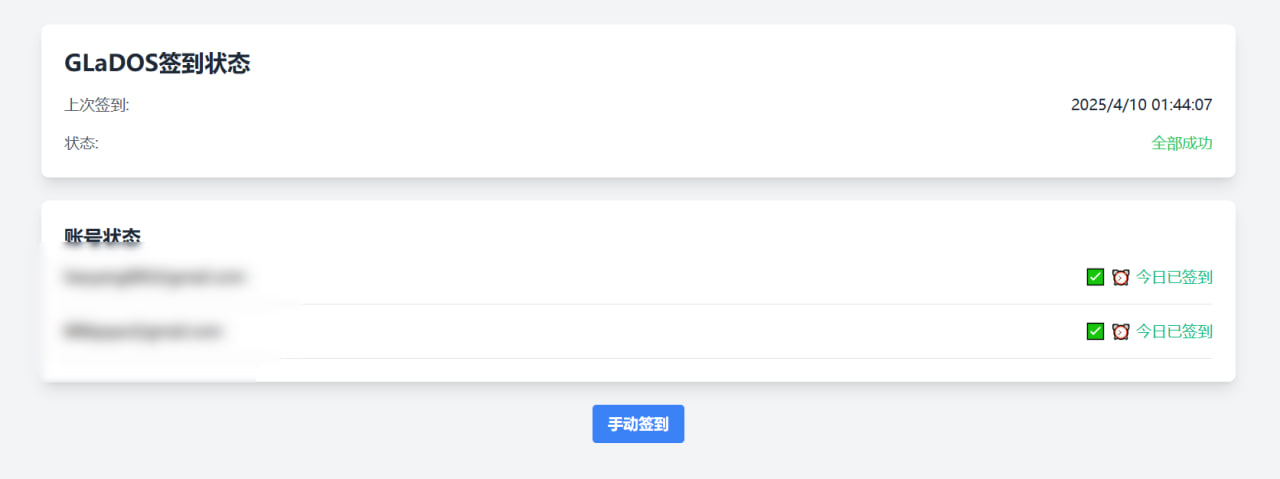 GLaDOS签到状态
上次签到: 2025/4/10 01:44:07
状态: 全部成功
账号状态
✅ ⏰ 今日已签到
✅ ⏰ 今日已签到
手动签到